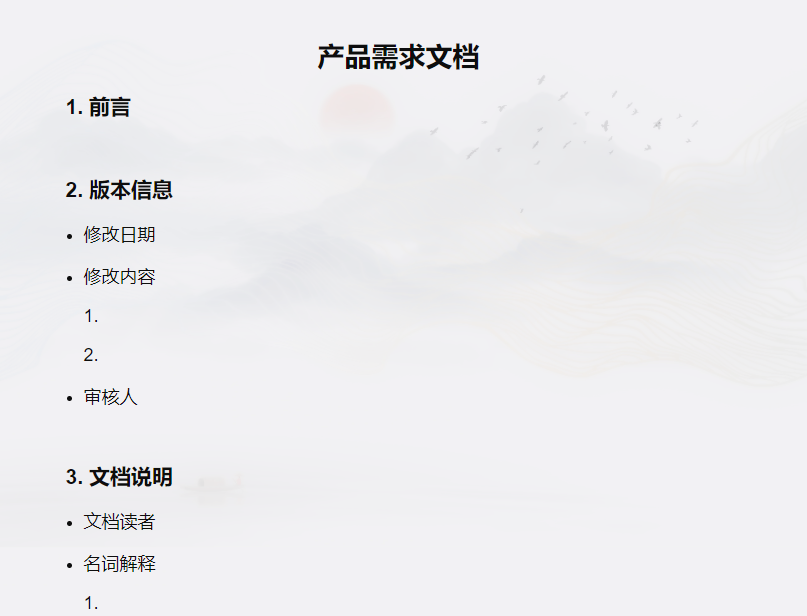 产品需求文档
1. 前言
2. 版本信息
• 修改日期
• 修改内容
1.
2.
• 审核人
3. 文档说明
• 文档读者
• 名词解释
1.